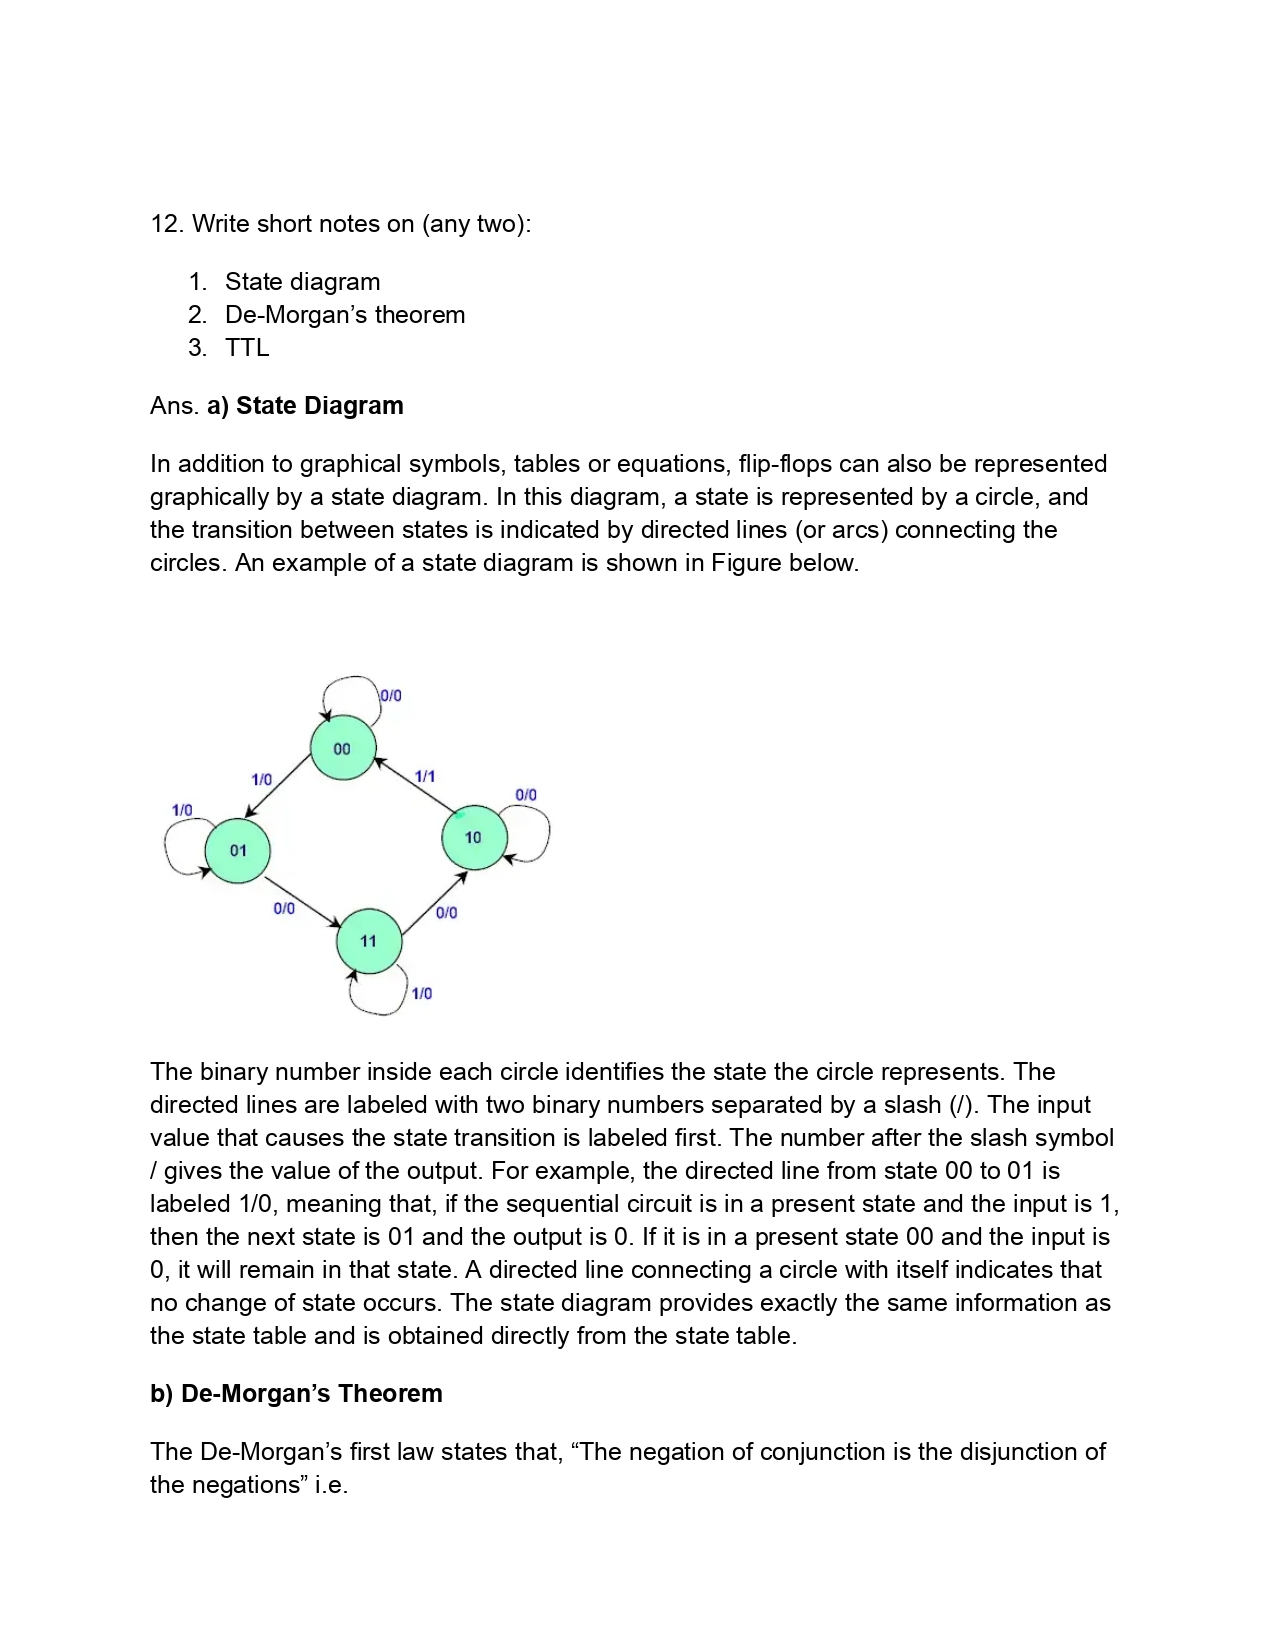 12. Write short notes on (any two):
1. State diagram
2. De-Morgan’s theorem
3. TTL
Ans. a) State Diagram
In addition to graphical symbols, tables or equations, flip-flops can also be represented
graphically by a state diagram. In this diagram, a state is represented by a circle, and
the transition between states is indicated by directed lines (or arcs) connecting the
circles. An example of a state diagram is shown in Figure below.
0/0
00
1/0
1/1
0/0
1/0
10
01
0/0
0/0
11
1/0
The binary number inside each circle identifies the state the circle represents. The
directed lines are labeled with two binary numbers separated by a slash (/). The input
value that causes the state transition is labeled first. The number after the slash symbol
/ gives the value of the output. For example, the directed line from state 00 to 01 is
labeled 1/0, meaning that, if the sequential circuit is in a present state and the input is 1,
then the next state is 01 and the output is 0. If it is in a present state 00 and the input is
0, it will remain in that state. A directed line connecting a circle with itself indicates that
no change of state occurs. The state diagram provides exactly the same information as
the state table and is obtained directly from the state table.
b) De-Morgan’s Theorem
The De-Morgan’s first law states that, “The negation of conjunction is the disjunction of
the negations” i.e.